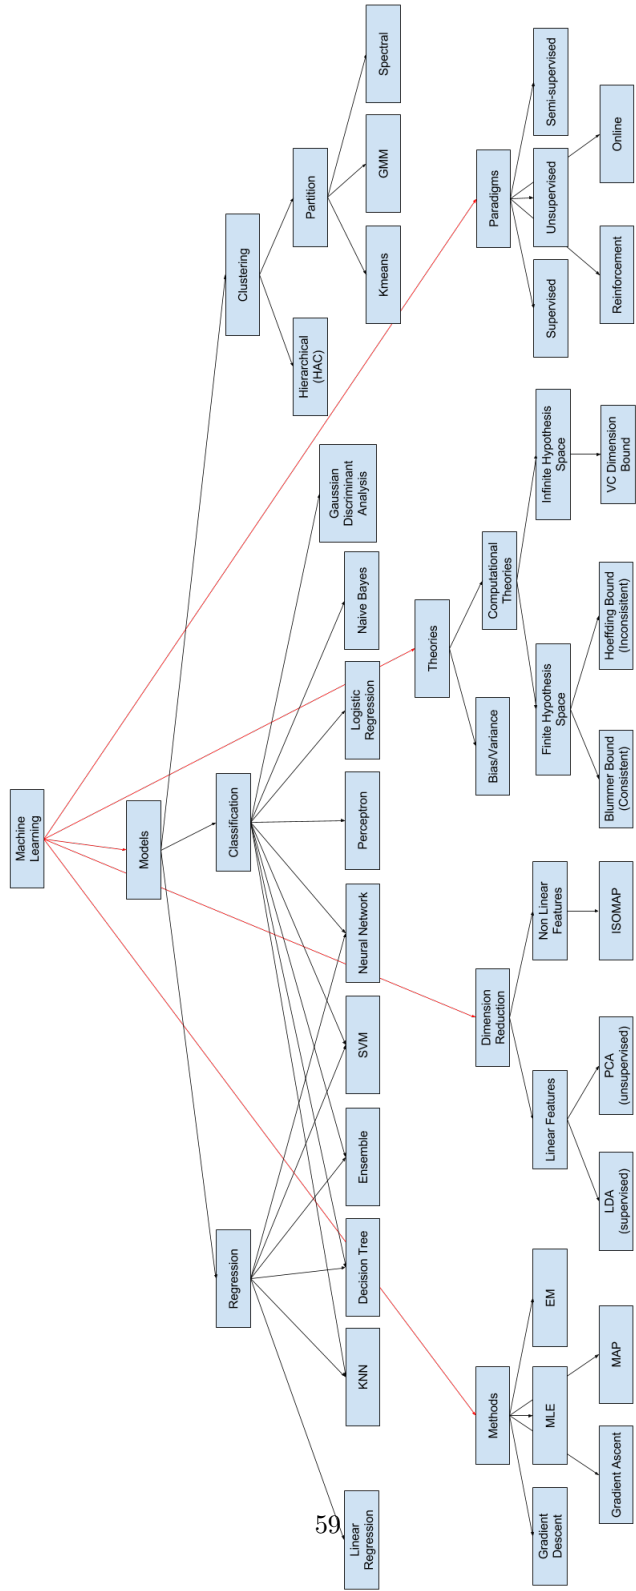 Machine
Learning
Models
Regression
Classification
Clustering
Hierarchical
(HAC)
Partition
Linear
Regression
KNN
Decision Tree
Ensemble
SVM
Neural Network
Perceptron
Logistic
Regression
Naive Bayes
Gaussian
Discriminant
Analysis
Kmeans
GMM
Spectral
Methods
Dimension
Reduction
Theories
Paradigms
Gradient
Descent
MLE
EM
Gradient Ascent
MAP
Linear Features
Non Linear
Features
LDA
(supervised)
PCA
(unsupervised)
ISOMAP
Bias/Variance
Computational
Theories
Finite Hypothesis
Space
Infinite Hypothesis
Space
Blummer Bound
(Consistent)
Hoeffding Bound
(Inconsisitent)
VC Dimension
Bound
Supervised
Unsupervised
Semi-supervised
Reinforcement
Online
59